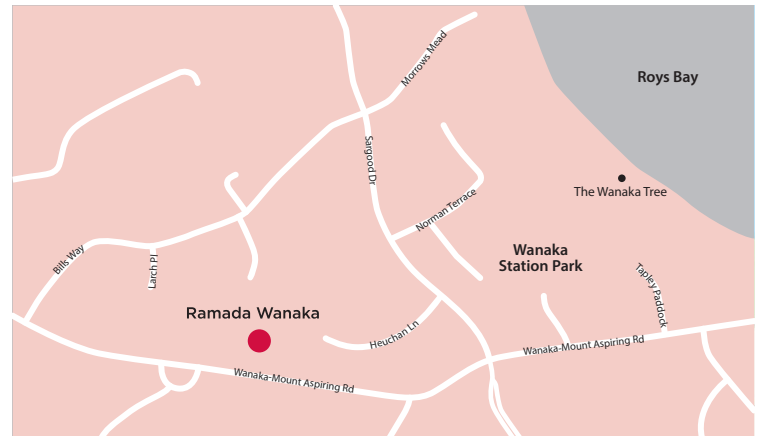 Morrows Mead
Roys Bay
Sargood Dr
The Wanaka Tree
Norman Terrace
Bills Way
Larch Pl
Wanaka
Station Park
Tapley Paddock
Ramada Wanaka
Heuchan Ln
Wanaka-Mount Aspiring Rd
Wanaka-Mount Aspiring Rd